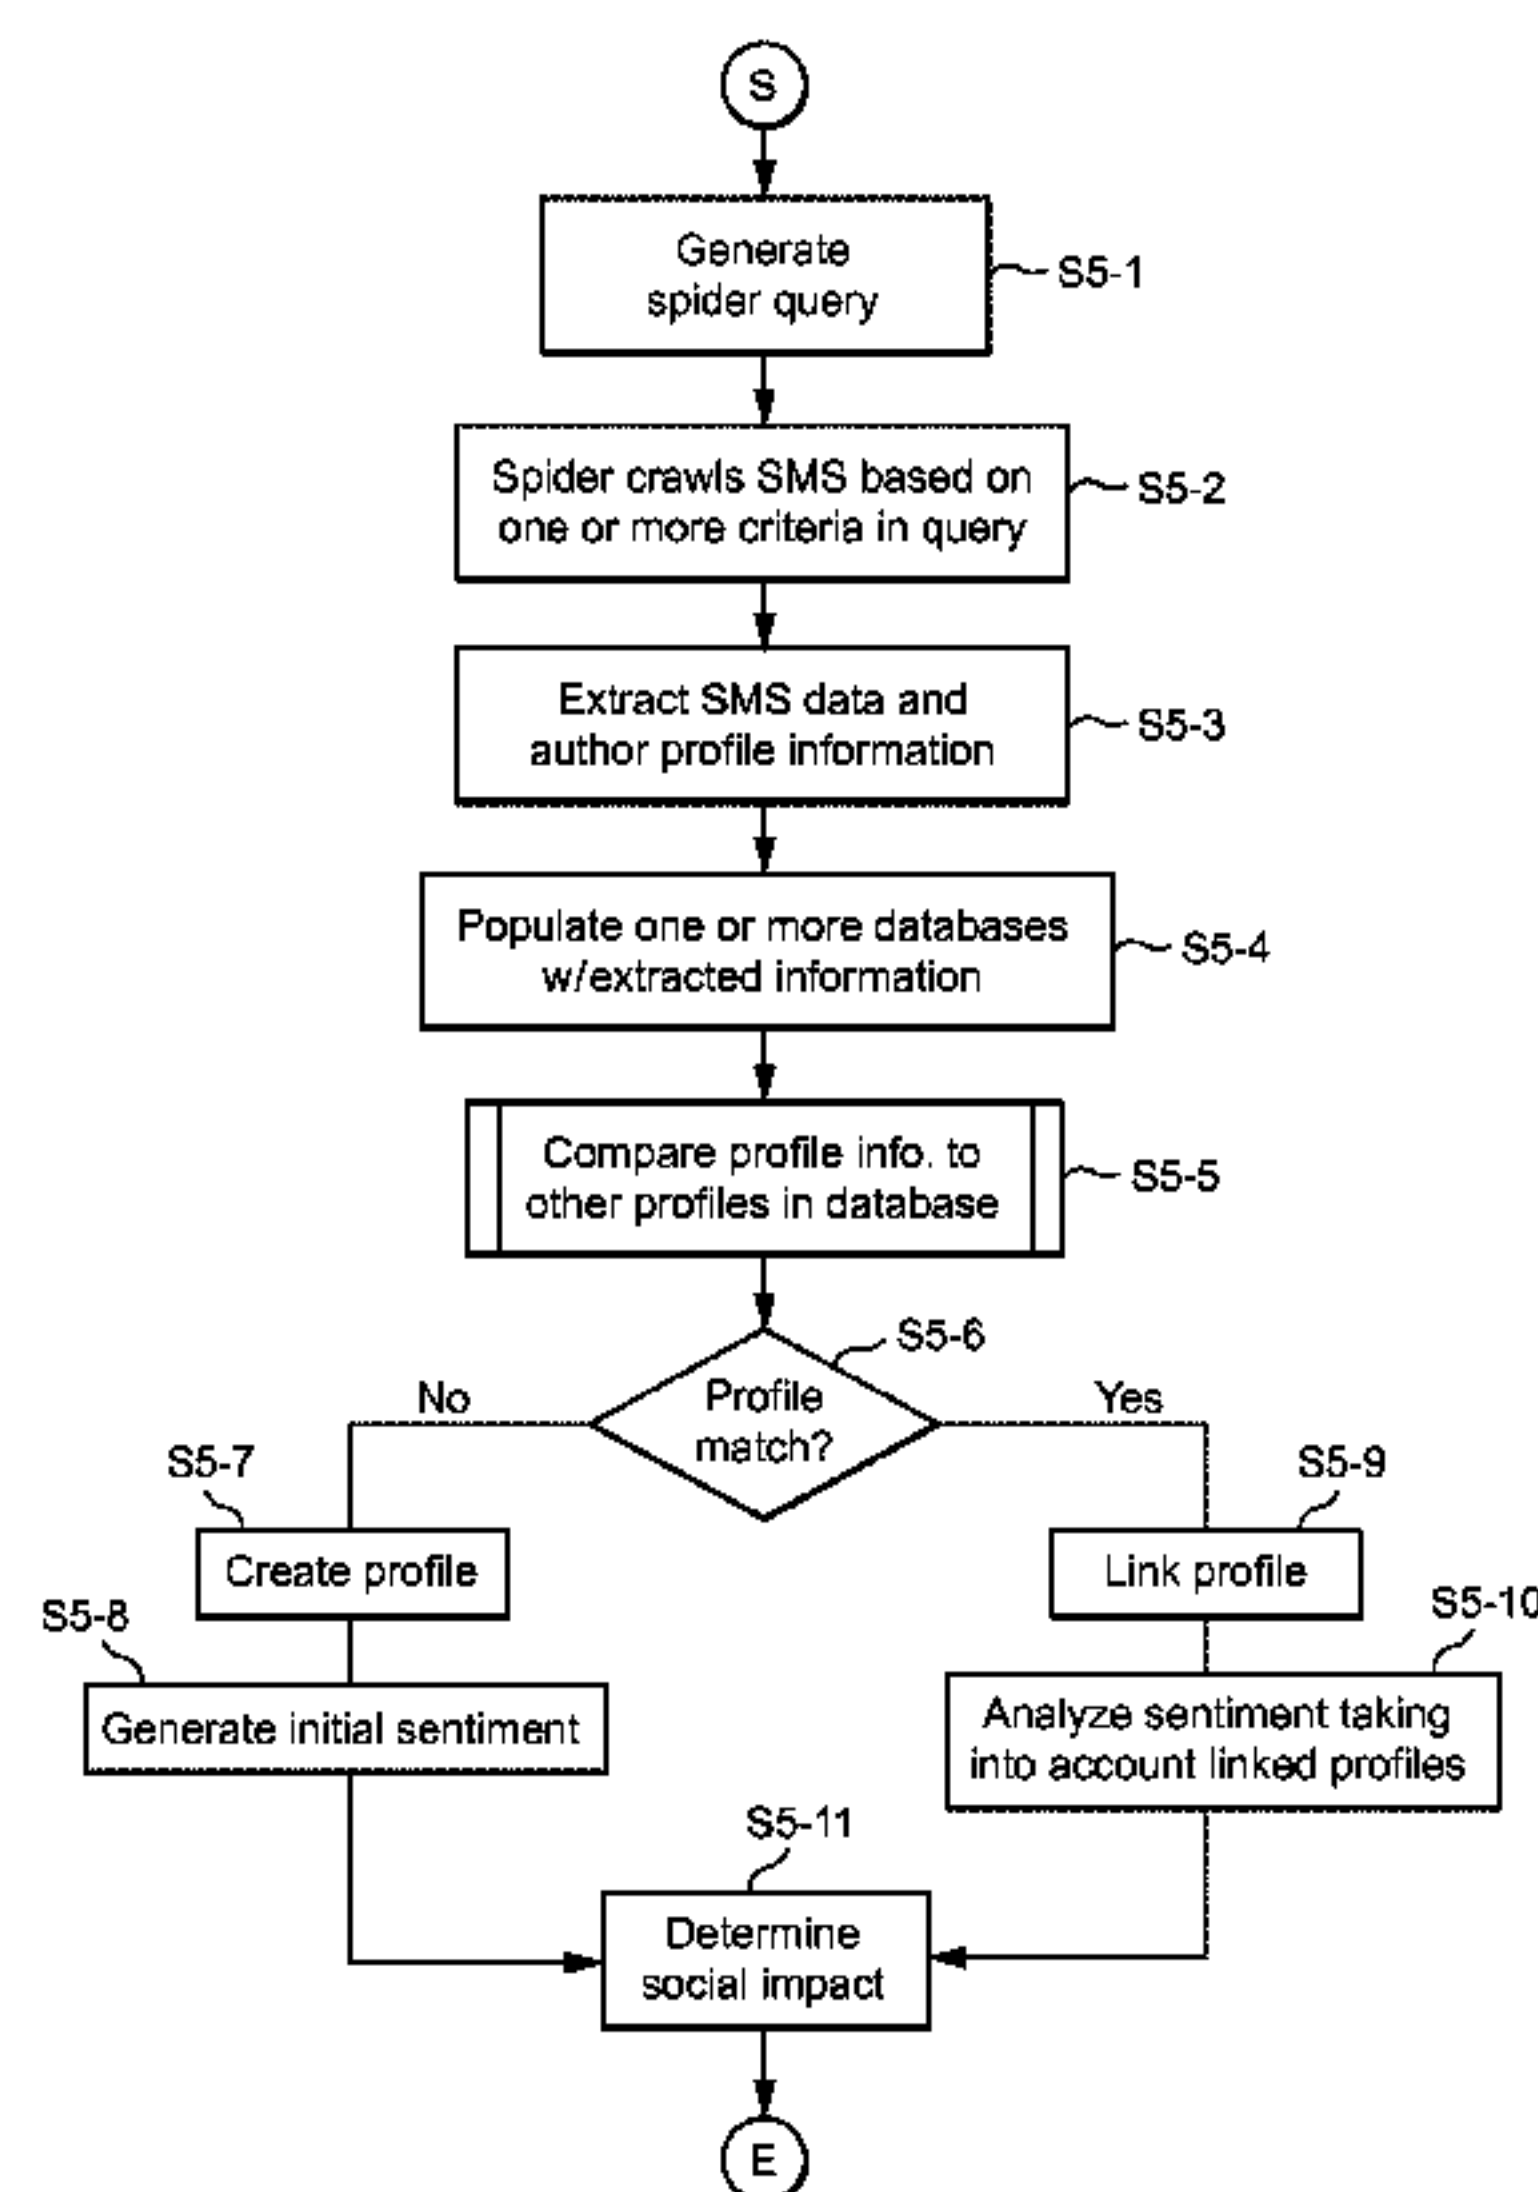 S
Generate
spider query
S5-1
Spider crawls SMS based on
one or more criteria in query
S5-2
Extract SMS data and
author profile information
S5-3
Populate one or more databases
w/extracted information
S5-4
Compare profile info. to
other profiles in database
S5-5
S5-6
Profile
match?
No
Yes
S5-7
Create profile
S5-8
Generate initial sentiment
S5-9
Link profile
S5-10
Analyze sentiment taking
into account linked profiles
S5-11
Determine
social impact
E